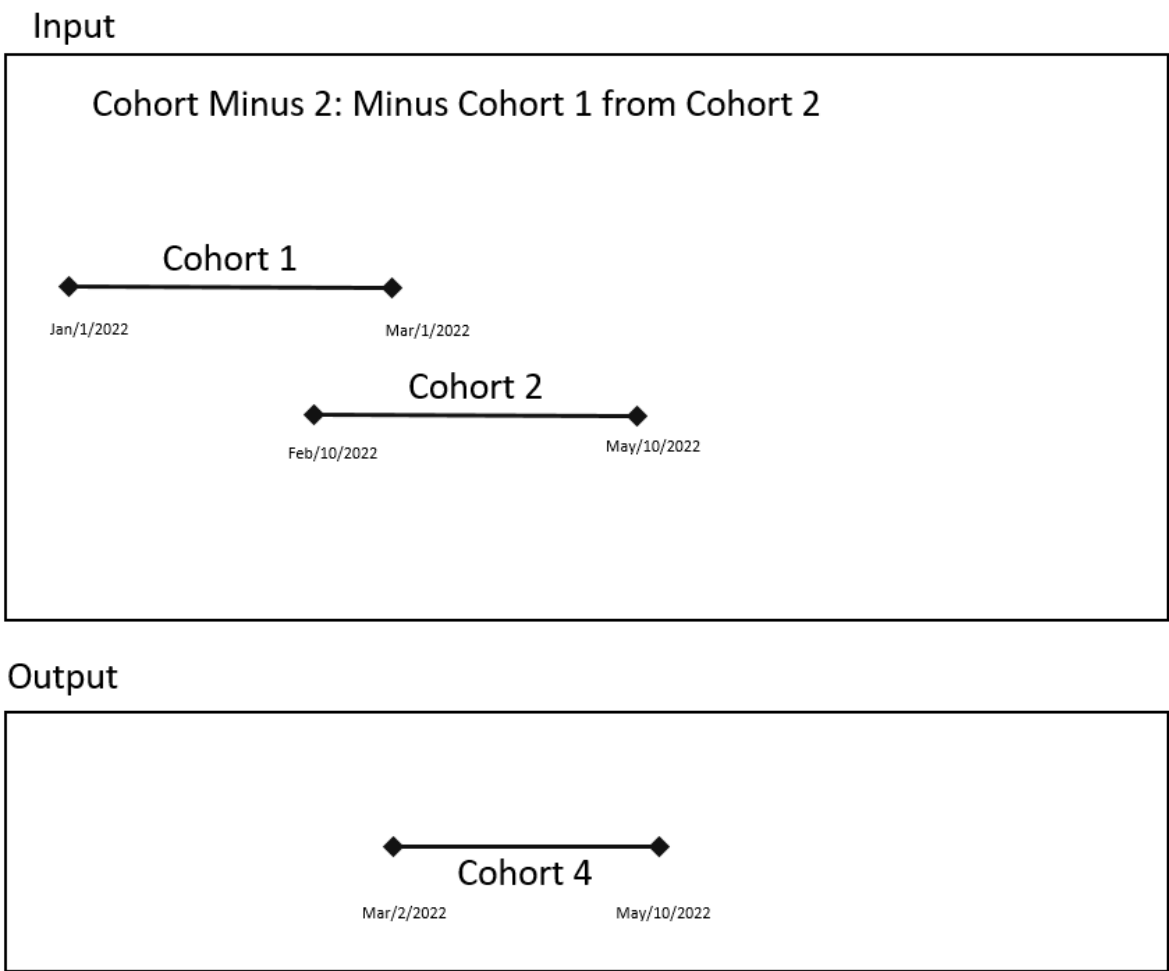 Input
Cohort Minus 2: Minus Cohort 1 from Cohort 2
Cohort 1
Jan/1/2022
Mar/1/2022
Cohort 2
Feb/10/2022
May/10/2022
Output
Cohort 4
Mar/2/2022
May/10/2022